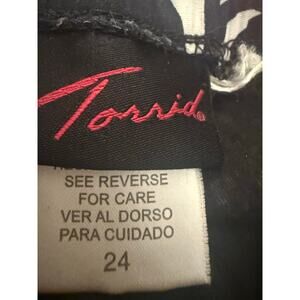 Torrid®
SEE REVERSE
FOR CARE
VER AL DORSO
PARA CUIDADO
24